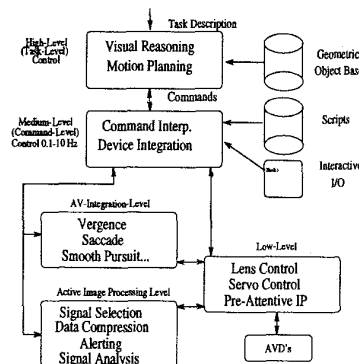 Task Description
High-Level
(Task-Level)
Control
Visual Reasoning
Motion Planning
Geometric
Object Base
Commands
Medium-Level
(Command-Level)
Control 0.1-10 Hz
Command Interp.
Device Integration
Scripts
Interactive
I/O
AV-Integration-Level
Vergence
Saccade
Smooth Pursuit...
Low-Level
Lens Control
Servo Control
Pre-Attentive IP
Active Image Processing Level
Signal Selection
Data Compression
Alerting
Signal Analysis
AVD's